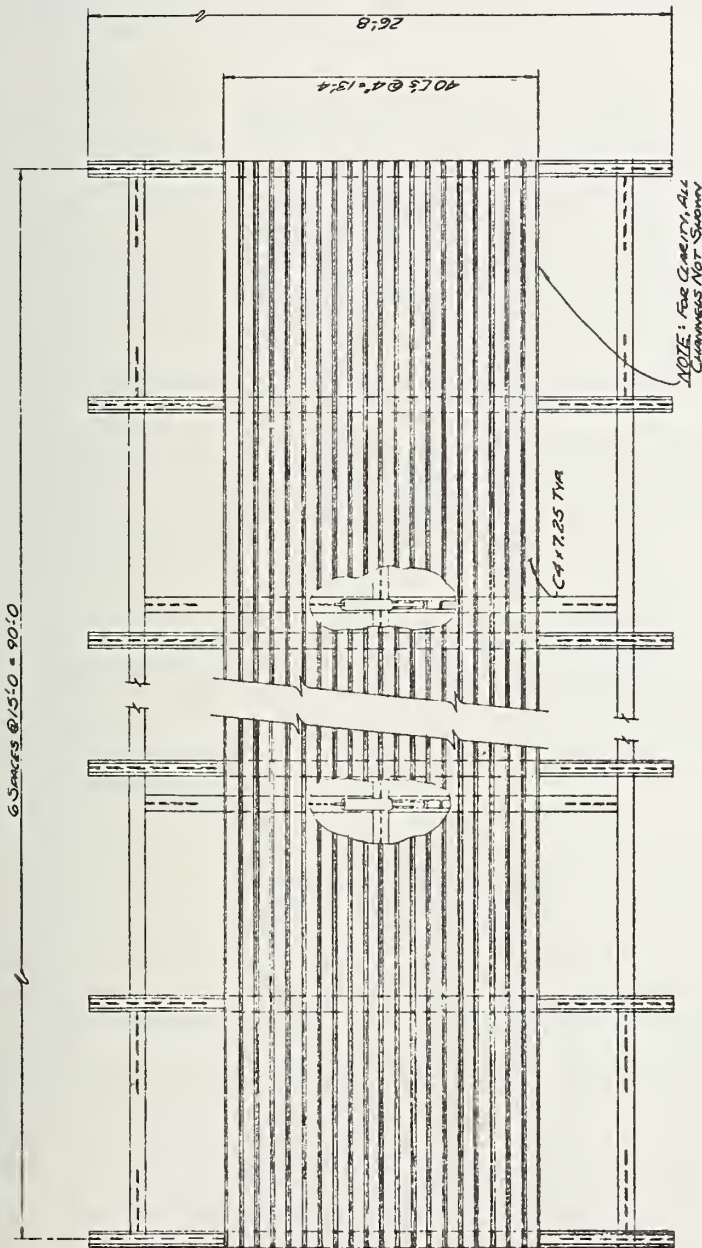 6 SPACES @ 15'-0 = 90'-0
26'-8
40 ['s @ 4" = 13'-4
C4 x 7.25 TYP.
NOTE: FOR CLARITY, ALL
CHANNELS NOT SHOWN